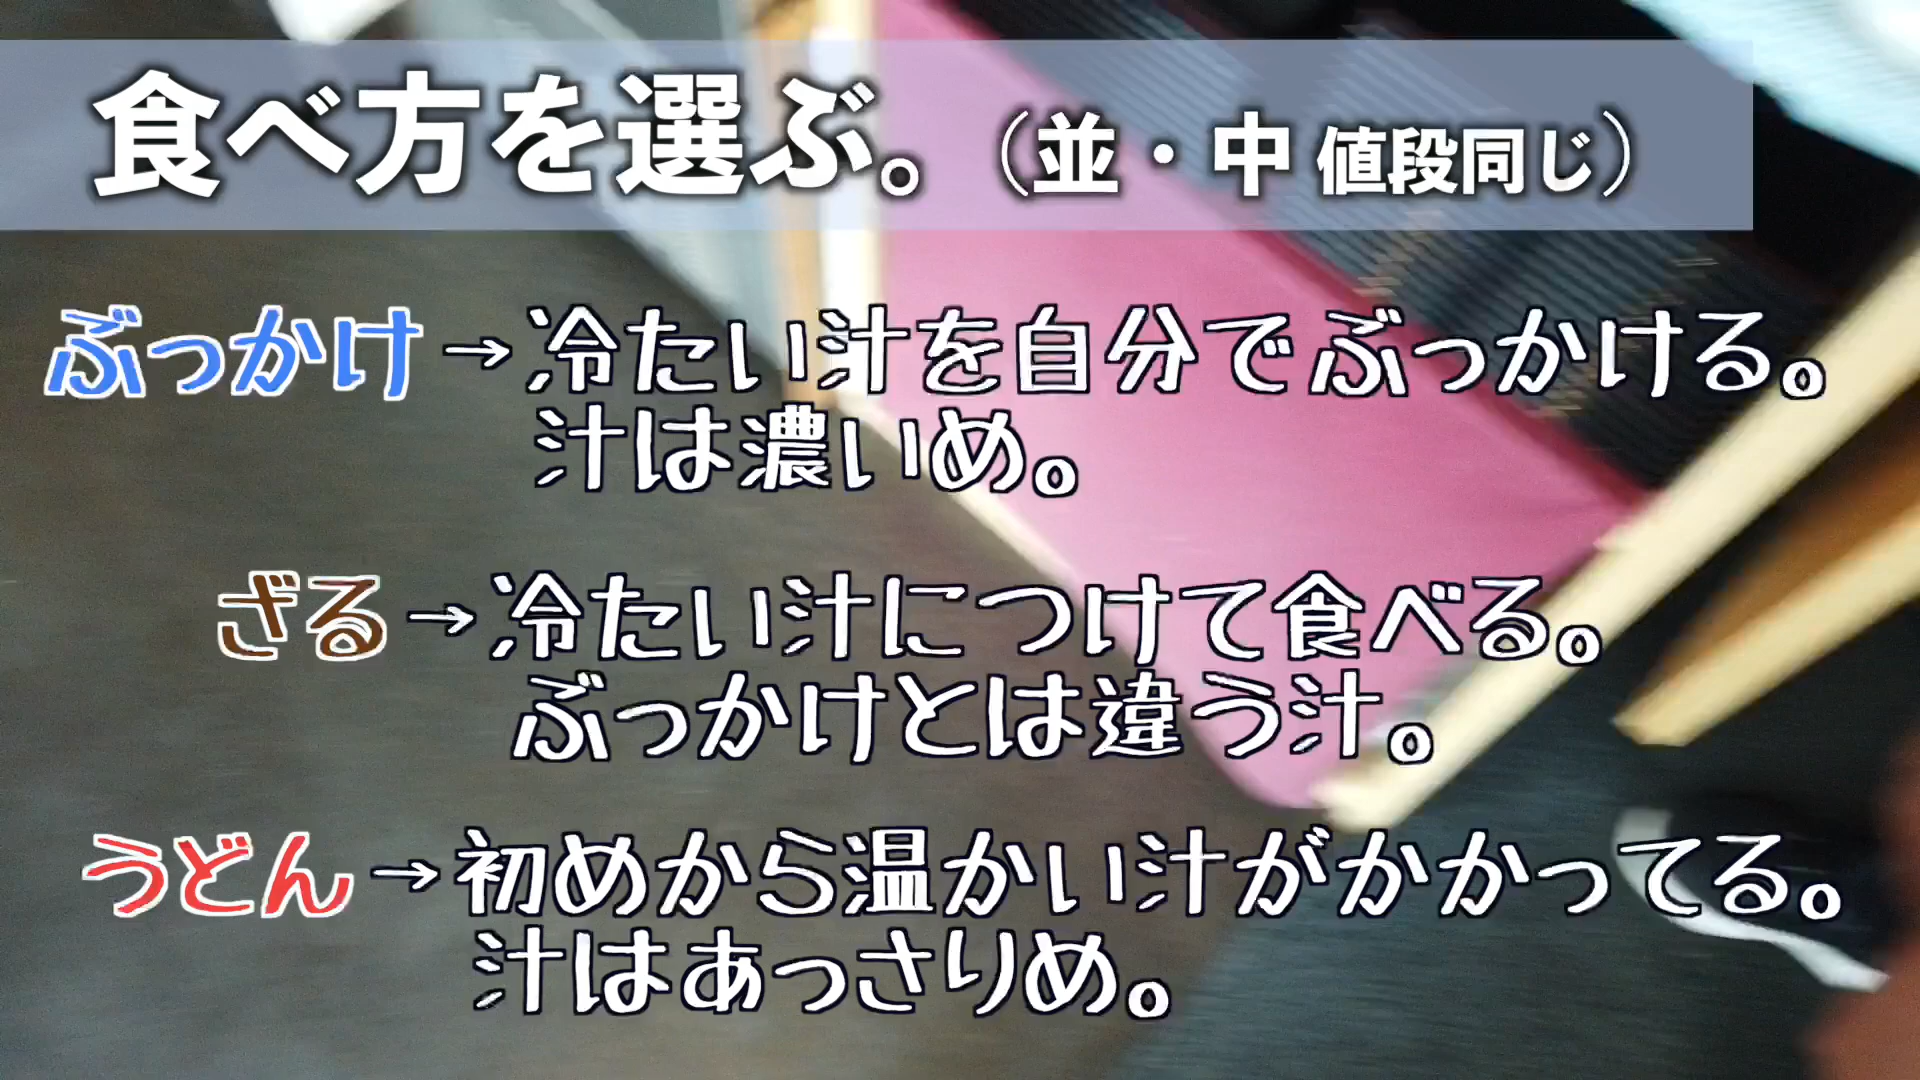 食べ方を選ぶ。（並・中 値段同じ）
ぶっかけ→冷たい汁を自分でぶっかける。
汁は濃いめ。
ざる→冷たい汁につけて食べる。
ぶっかけとは違う汁。
うどん→初めから温かい汁がかかってる。
汁はあっさりめ。